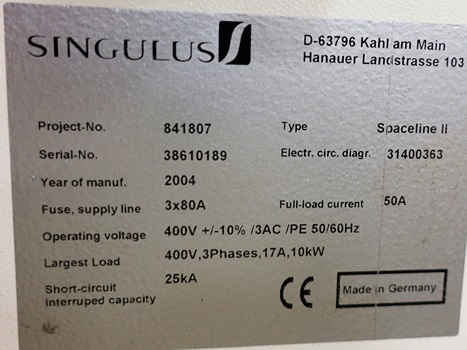 SINGULUS
D-63796 Kahl am Main
Hanauer Landstrasse 103
Project-No. 841807 Type Spaceline II
Serial-No. 38610189 Electr. circ. diagr. 31400363
Year of manuf. 2004
Fuse, supply line 3x80A Full-load current 50A
Operating voltage 400V +/-10% /3AC /PE 50/60Hz
Largest Load 400V,3Phases,17A,10kW
Short-circuit
interruped capacity 25kA
CE Made in Germany